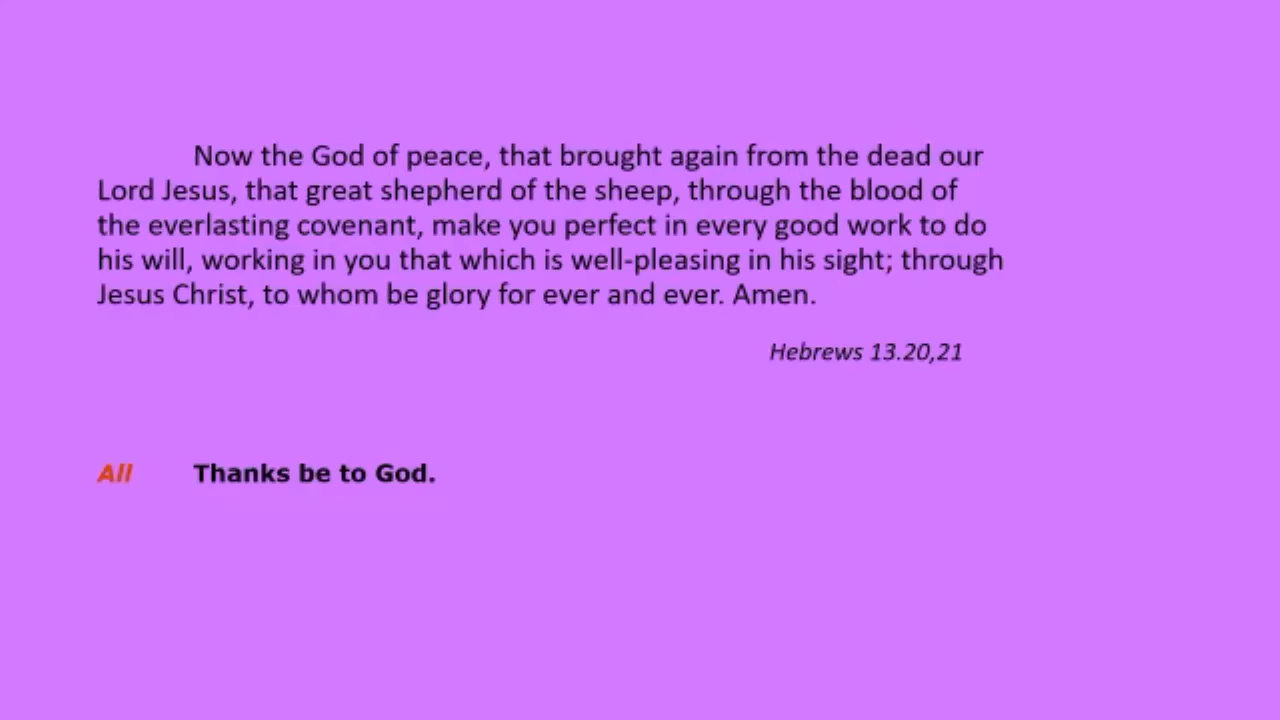 Now the God of peace, that brought again from the dead our
Lord Jesus, that great shepherd of the sheep, through the blood of
the everlasting covenant, make you perfect in every good work to do
his will, working in you that which is well-pleasing in his sight; through
Jesus Christ, to whom be glory for ever and ever. Amen.
Hebrews 13.20,21
All Thanks be to God.